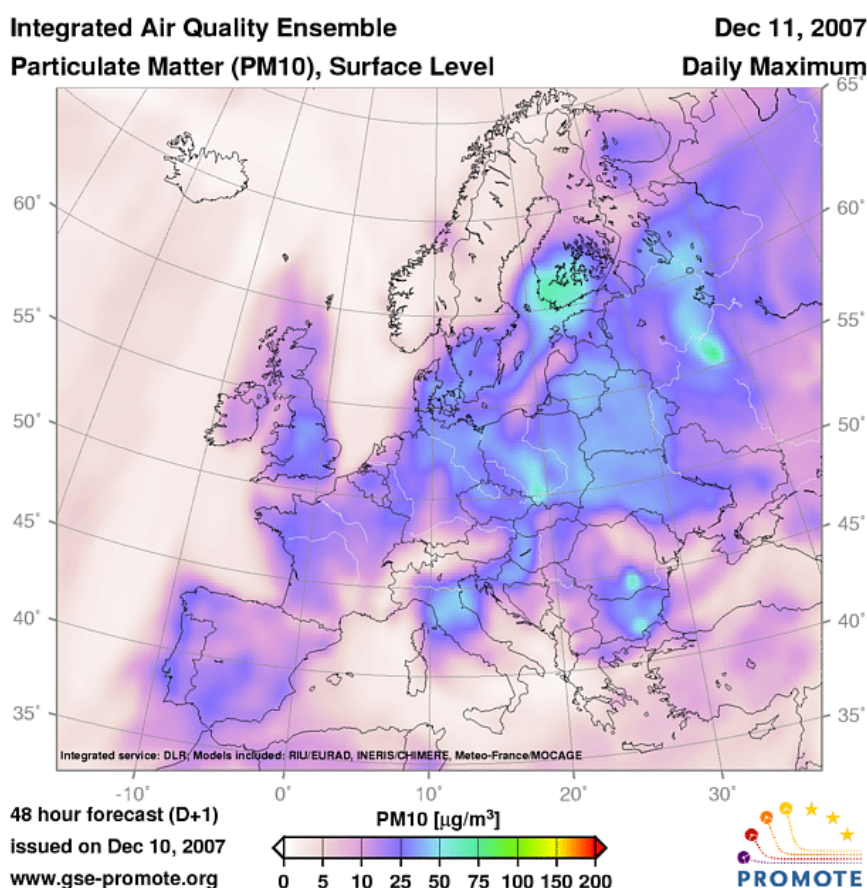 Integrated Air Quality Ensemble
Dec 11, 2007
Particulate Matter (PM10), Surface Level
Daily Maximum
65°
60°
60°
55°
55°
50°
50°
45°
45°
40°
40°
35°
35°
Integrated service: DLR; Models included: RIU/EURAD, INERIS/CHIMERE, Meteo-France/MOCAGE
-10° 0° 10° 20° 30°
48 hour forecast (D+1)
issued on Dec 10, 2007
www.gse-promote.org
PM10 [µg/m³]
0 5 10 25 50 75 100 150 200
PROMOTE